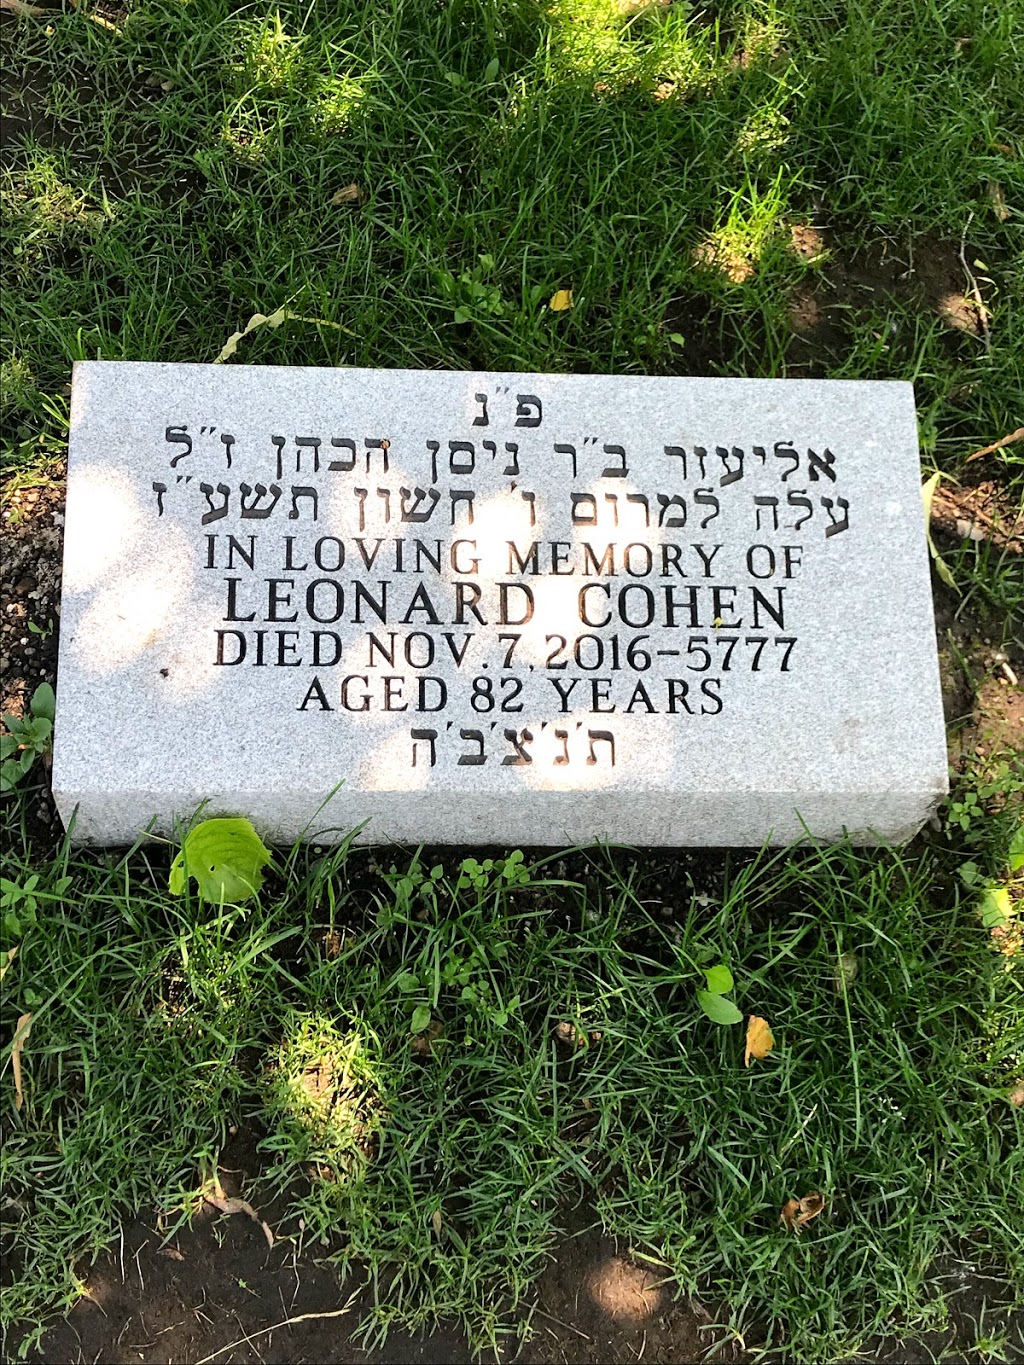 פ״נ
אליעזר ב״ר ניסן הכהן ז״ל
עלה למרום ו׳ חשון תשע״ז
IN LOVING MEMORY OF
LEONARD COHEN
DIED NOV. 7, 2016-5777
AGED 82 YEARS
ת׳נ׳צ׳ב׳ה